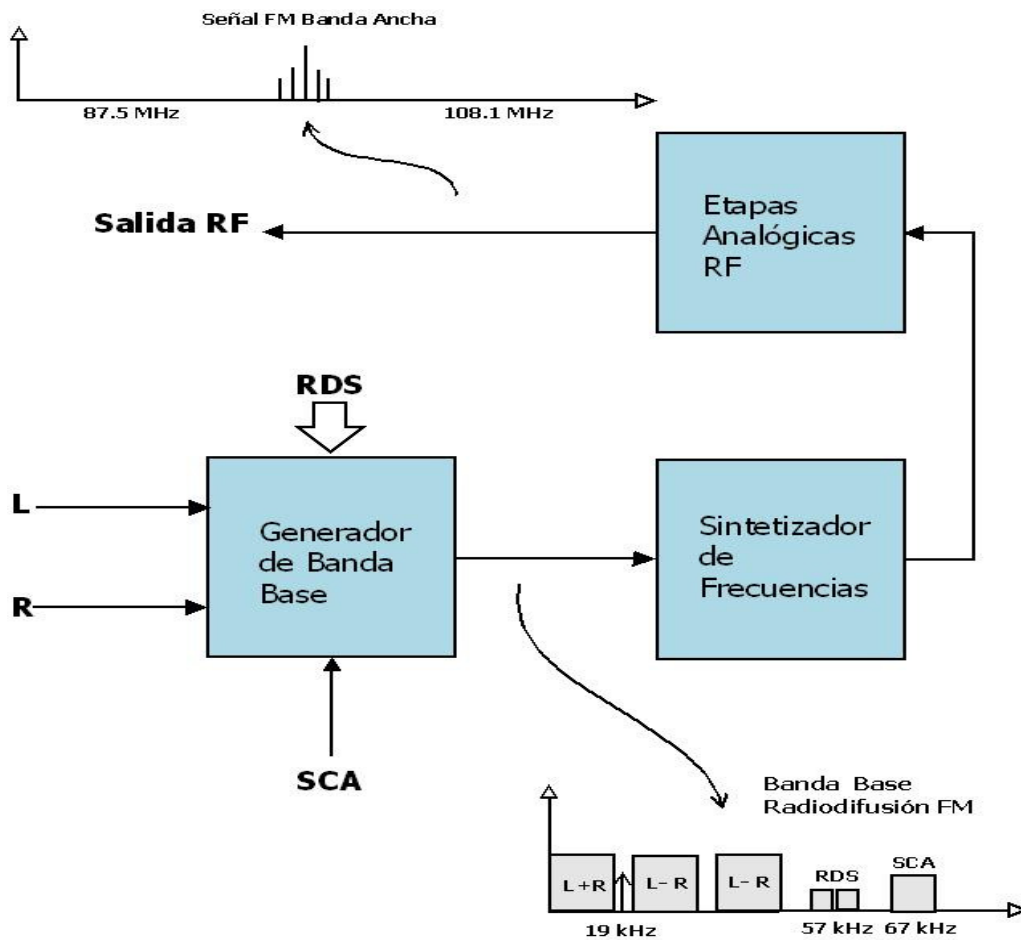 Señal FM Banda Ancha
87.5 MHz
108.1 MHz
Salida RF
Etapas
Analógicas
RF
RDS
L
R
Generador
de Banda
Base
Sintetizador
de
Frecuencias
SCA
Banda Base
Radiodifusión FM
L+R
L- R
L- R
RDS
SCA
19 kHz
57 kHz
67 kHz